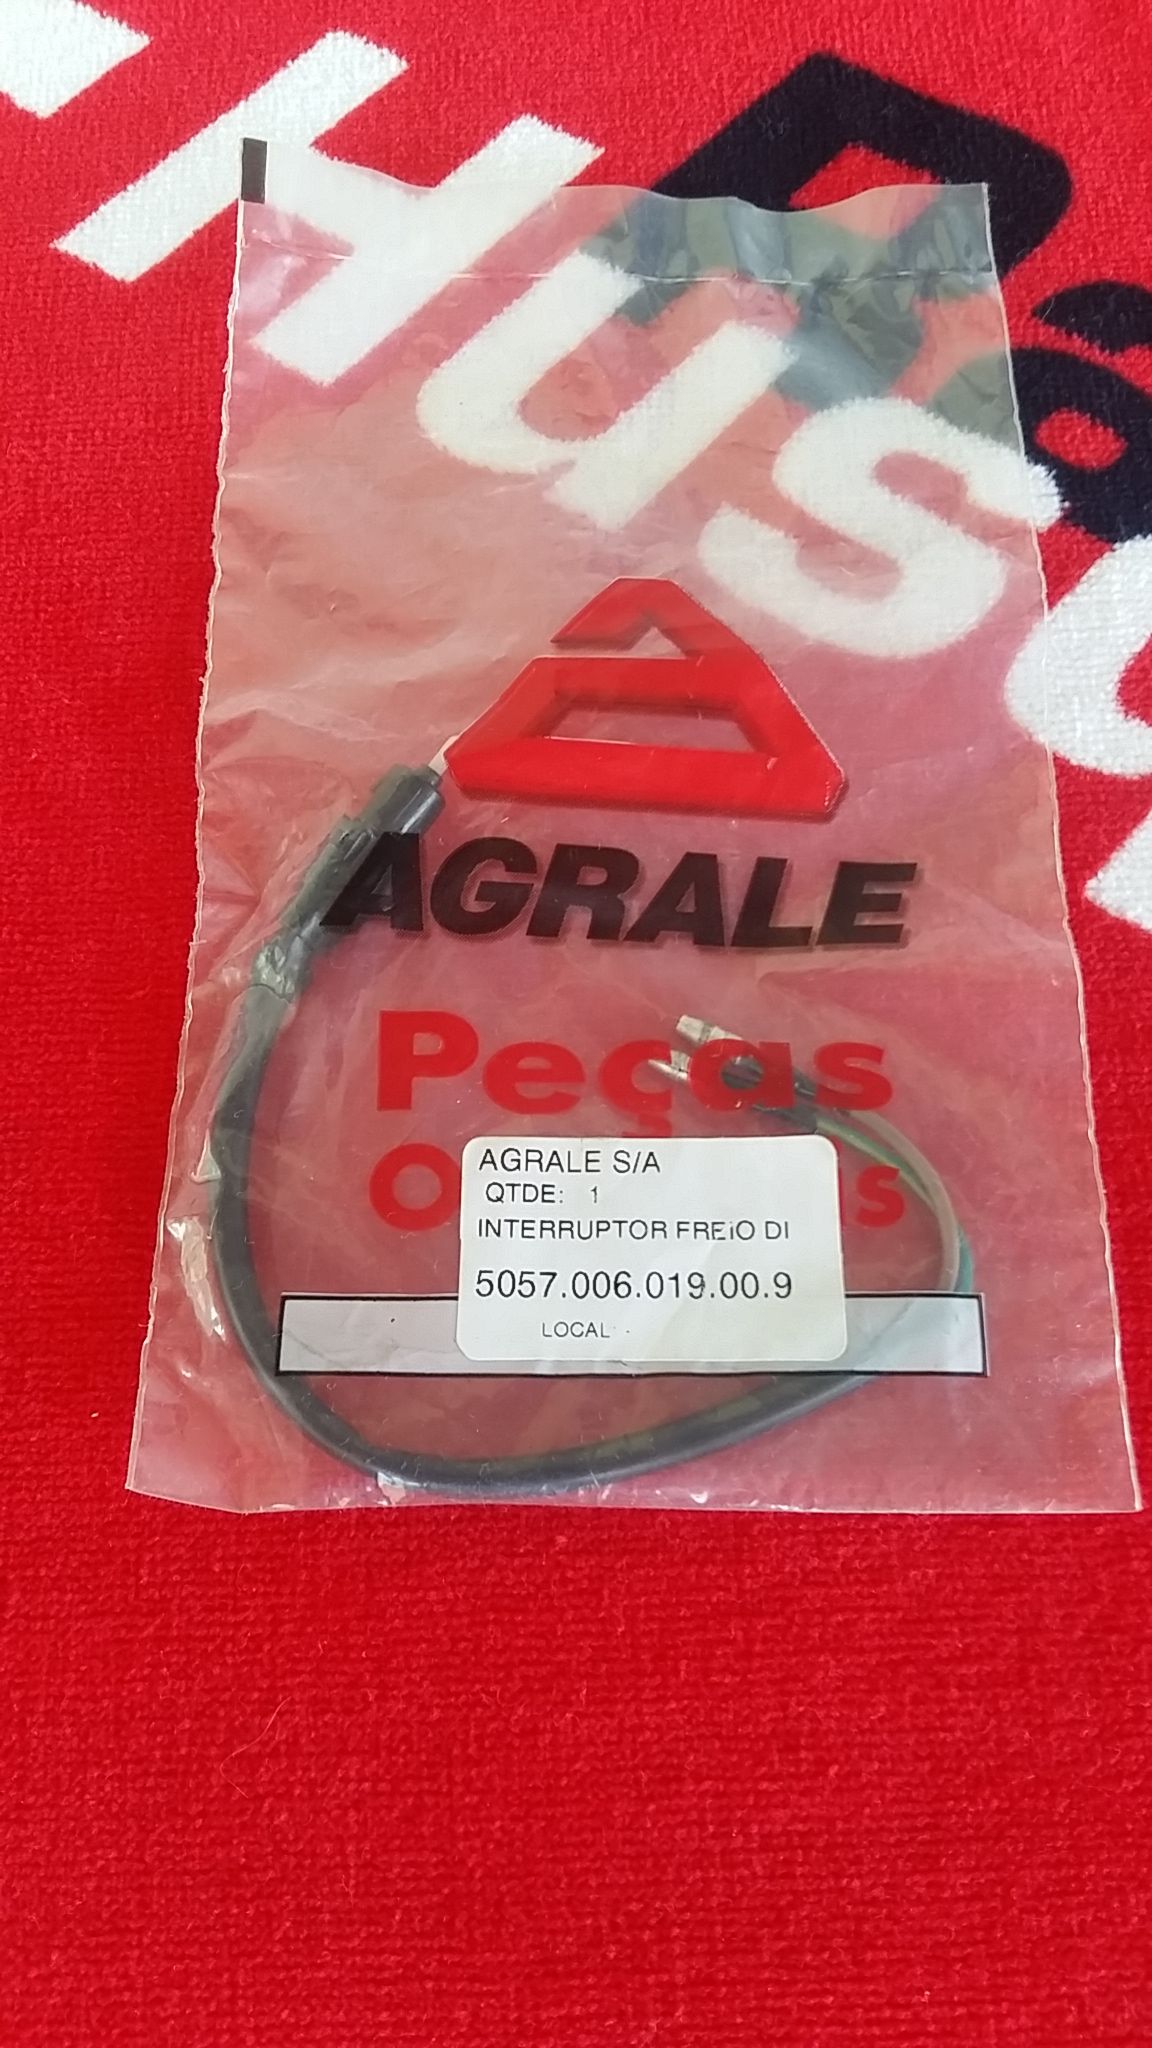 Husq
AGRALE
Peças
AGRALE S/A
QTDE: 1
INTERRUPTOR FREIO DI
5057.006.019.00.9
LOCAL